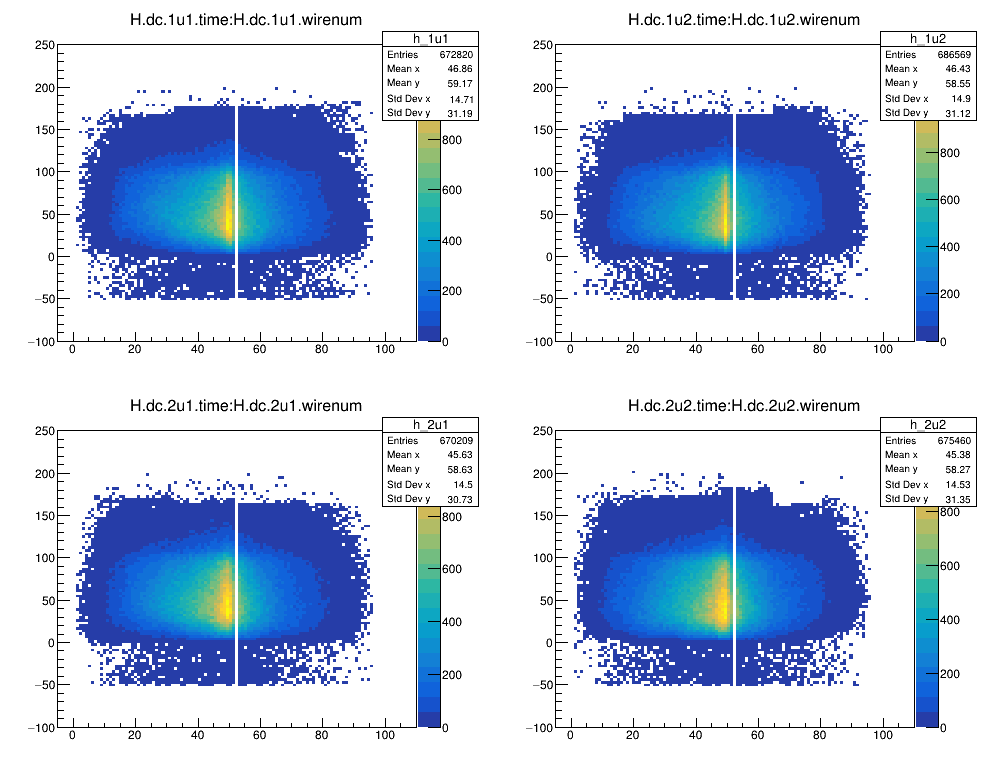 H.dc.1u1.time:H.dc.1u1.wirenum
h_1u1
Entries 672820
Mean x 46.86
Mean y 59.17
Std Dev x 14.71
Std Dev y 31.19
250
200
150
100
50
0
−50
−100
0 20 40 60 80 100
800
600
400
200
0
H.dc.1u2.time:H.dc.1u2.wirenum
h_1u2
Entries 686569
Mean x 46.43
Mean y 58.55
Std Dev x 14.9
Std Dev y 31.12
250
200
150
100
50
0
−50
−100
0 20 40 60 80 100
800
600
400
200
0
H.dc.2u1.time:H.dc.2u1.wirenum
h_2u1
Entries 670209
Mean x 45.63
Mean y 58.63
Std Dev x 14.5
Std Dev y 30.73
250
200
150
100
50
0
−50
−100
0 20 40 60 80 100
800
600
400
200
0
H.dc.2u2.time:H.dc.2u2.wirenum
h_2u2
Entries 675460
Mean x 45.38
Mean y 58.27
Std Dev x 14.53
Std Dev y 31.35
250
200
150
100
50
0
−50
−100
0 20 40 60 80 100
800
600
400
200
0